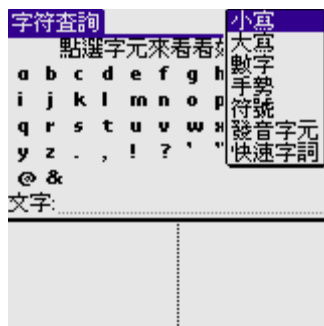 字符查詢
點選字元來看看如
a b c d e f g h
i j k l m n o p
q r s t u v w x
y z . , ! ? ' "
@ &
文字:
小寫
大寫
數字
手勢
符號
發音字元
快速字詞